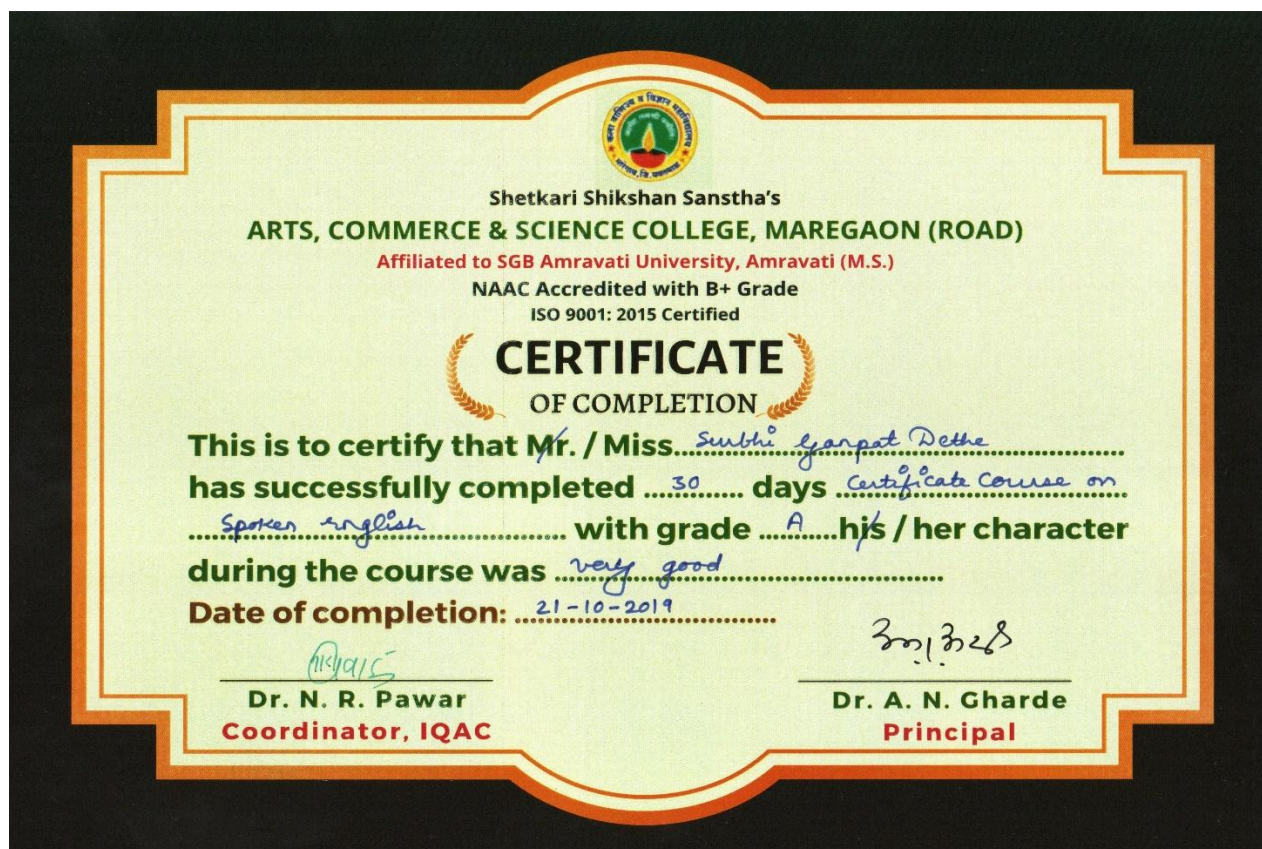 कला वाणिज्य व विज्ञान महाविद्यालय
Shetkari Shikshan Sanstha's
ARTS, COMMERCE & SCIENCE COLLEGE, MAREGAON (ROAD)
Affiliated to SGB Amravati University, Amravati (M.S.)
NAAC Accredited with B+ Grade
ISO 9001: 2015 Certified
CERTIFICATE
OF COMPLETION
This is to certify that Mr. / Miss. Surbhi Ganpat Dethe
has successfully completed ....30...... days Certificate Course on
Spoken English with grade ....A.....his / her character
during the course was very good
Date of completion: 21-10-2019
Dr. N. R. Pawar
Dr. A. N. Gharde
Coordinator, IQAC
Principal